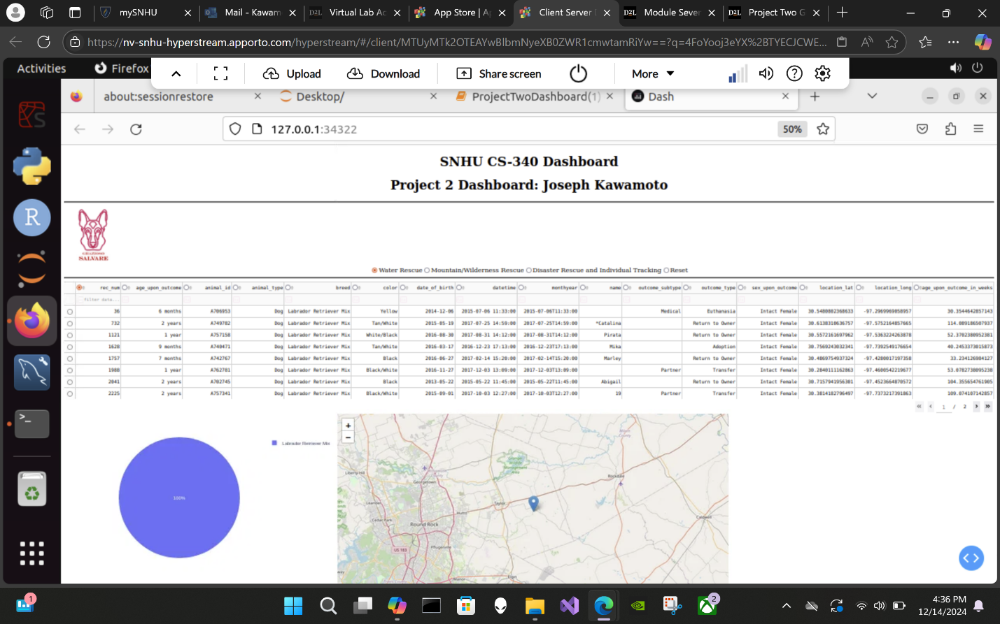 mySNHU
Mail - Kawam
D2L Virtual Lab Ac
App Store | A
Client Server
D2L Module Sever
D2L Project Two G
https://nv-snhu-hyperstream.apporto.com/hyperstream/#/client/MTUyMTk2OTEAYwBlbmNyeXB0ZWR1cmwtamRiYw==?q=4FoYooj3eYX%2BTYECJCWE...
Activities
Firefox
Upload
Download
Share screen
More
about:sessionrestore
Desktop/
ProjectTwoDashboard(1)
Dash
127.0.0.1:34322
50%
SNHU CS-340 Dashboard
Project 2 Dashboard: Joseph Kawamoto
SALVARE
Water Rescue Mountain/Wilderness Rescue Disaster Rescue and Individual Tracking Reset
rec_num age_upon_outcome animal_id animal_type breed color date_of_birth datetime monthyear name outcome_subtype outcome_type sex_upon_outcome location_lat location_long age_upon_outcome_in_weeks
filter data...
36 6 months A706953 Dog Labrador Retriever Mix Yellow 2014-12-06 2015-07-06 11:33:00 2015-07-06T11:33:00 Medical Euthanasia Intact Female 30.5480802368633 -97.2969969058957 30.3544642857143
732 2 years A749782 Dog Labrador Retriever Mix Tan/White 2015-05-19 2017-07-25 14:59:00 2017-07-25T14:59:00 *Catalina Return to Owner Intact Female 30.6138310636757 -97.5752164857665 114.089186507937
1121 1 year A757158 Dog Labrador Retriever Mix White/Black 2016-08-30 2017-08-31 14:12:00 2017-08-31T14:12:00 Pirata Return to Owner Intact Female 30.5572161697962 -97.5363224263878 52.3702380952381
1628 9 months A740471 Dog Labrador Retriever Mix Tan/White 2016-03-17 2016-12-23 17:13:00 2016-12-23T17:13:00 Mika Adoption Intact Female 30.7569243032341 -97.7392549176654 40.2453373015873
1757 7 months A742767 Dog Labrador Retriever Mix Black 2016-06-27 2017-02-14 15:20:00 2017-02-14T15:20:00 Marley Return to Owner Intact Female 30.4869754937324 -97.4280817197358 33.234126984127
1988 1 year A762781 Dog Labrador Retriever Mix Black/White 2016-11-27 2017-12-03 13:09:00 2017-12-03T13:09:00 Partner Transfer Intact Female 30.2840111162863 -97.4600542219677 53.0782738095238
2041 2 years A702745 Dog Labrador Retriever Mix Black 2013-05-22 2015-05-22 11:45:00 2015-05-22T11:45:00 Abigail Return to Owner Intact Female 30.7157941956301 -97.4523664870572 104.355654761905
2225 2 years A757341 Dog Labrador Retriever Mix Black/White 2015-09-01 2017-10-03 12:27:00 2017-10-03T12:27:00 19 Partner Transfer Intact Female 30.3814182796497 -97.7373217391863 109.074107142857
1 / 2
Labrador Retriever Mix
100%
Liberty Hill
Georgetown
Rockdale
Leander
Taylor
Hutto
Cedar Park
Round Rock
Caldwell
Pflugerville
US 183
Manor
Elgin
4:36 PM
12/14/2024